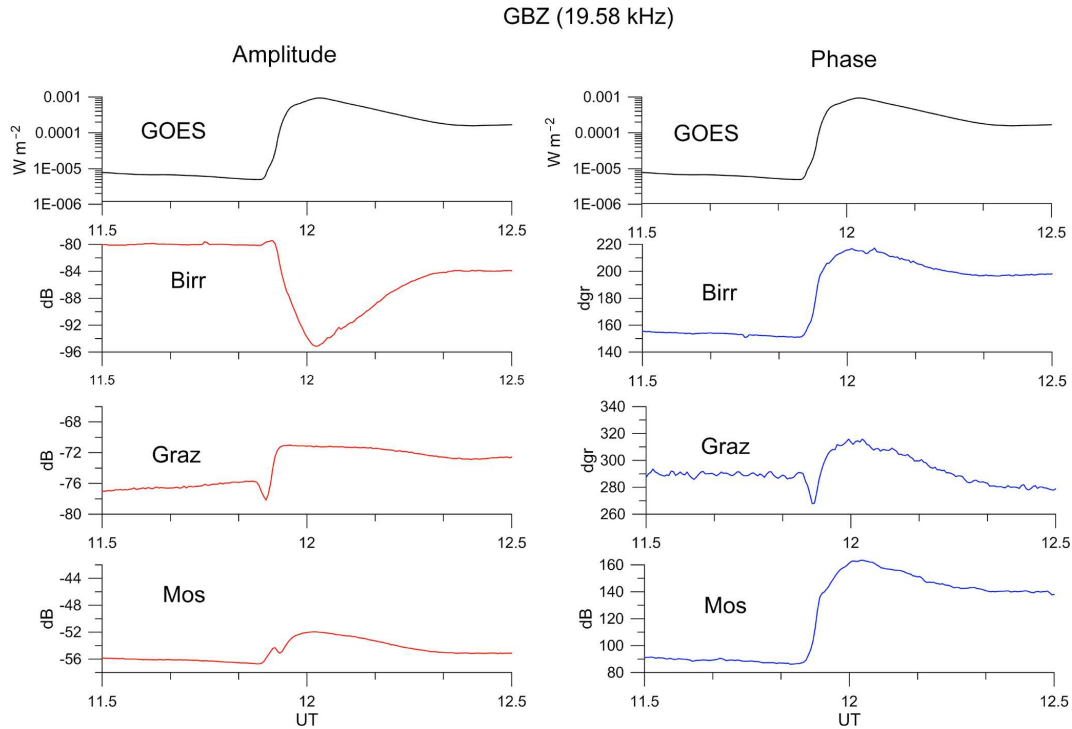 GBZ (19.58 kHz)
Amplitude
Phase
0.001
0.0001
1E-005
1E-006
W m−2
GOES
11.5
12
12.5
0.001
0.0001
1E-005
1E-006
W m−2
GOES
11.5
12
12.5
-80
-84
-88
-92
-96
dB
Birr
11.5
12
12.5
220
200
180
160
140
dgr
Birr
11.5
12
12.5
-68
-72
-76
-80
dB
Graz
11.5
12
12.5
340
320
300
280
260
dgr
Graz
11.5
12
12.5
-44
-48
-52
-56
dB
Mos
11.5
12
12.5
UT
160
140
120
100
80
dB
Mos
11.5
12
12.5
UT